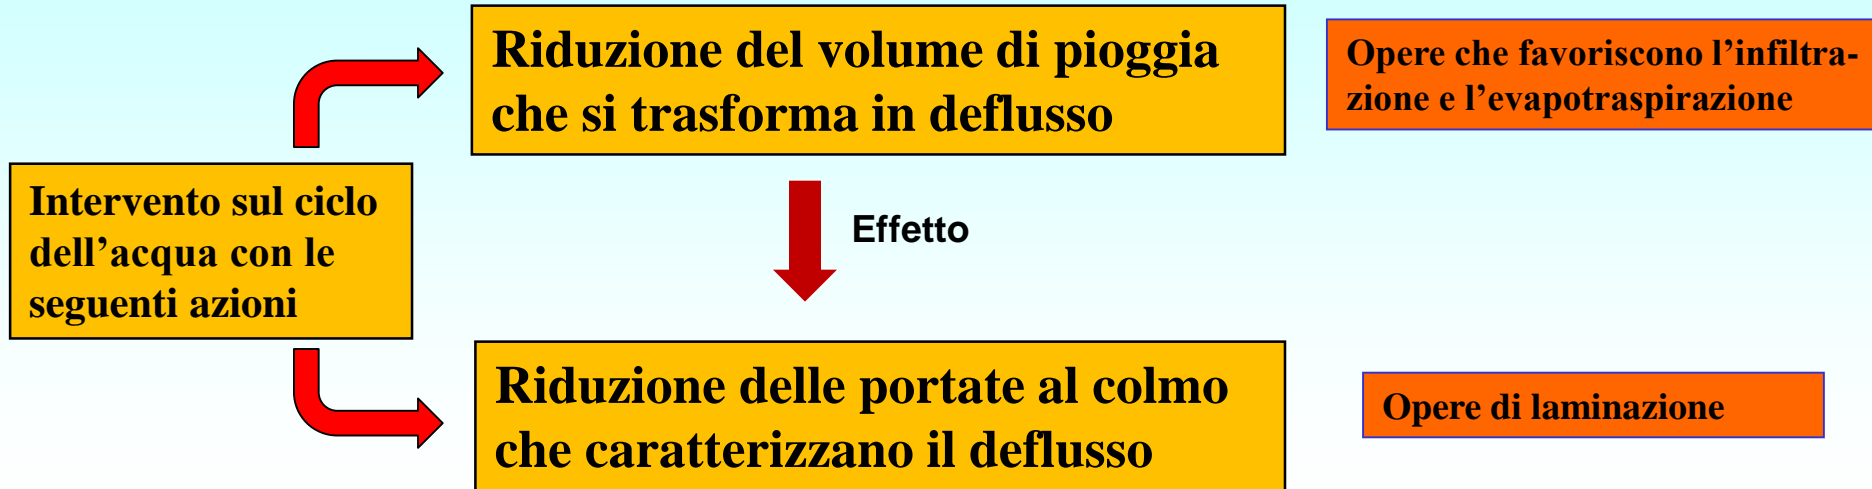 Riduzione del volume di pioggia
che si trasforma in deflusso
Opere che favoriscono l’infiltra-
zione e l’evapotraspirazione
Intervento sul ciclo
dell’acqua con le
seguenti azioni
Effetto
Riduzione delle portate al colmo
che caratterizzano il deflusso
Opere di laminazione